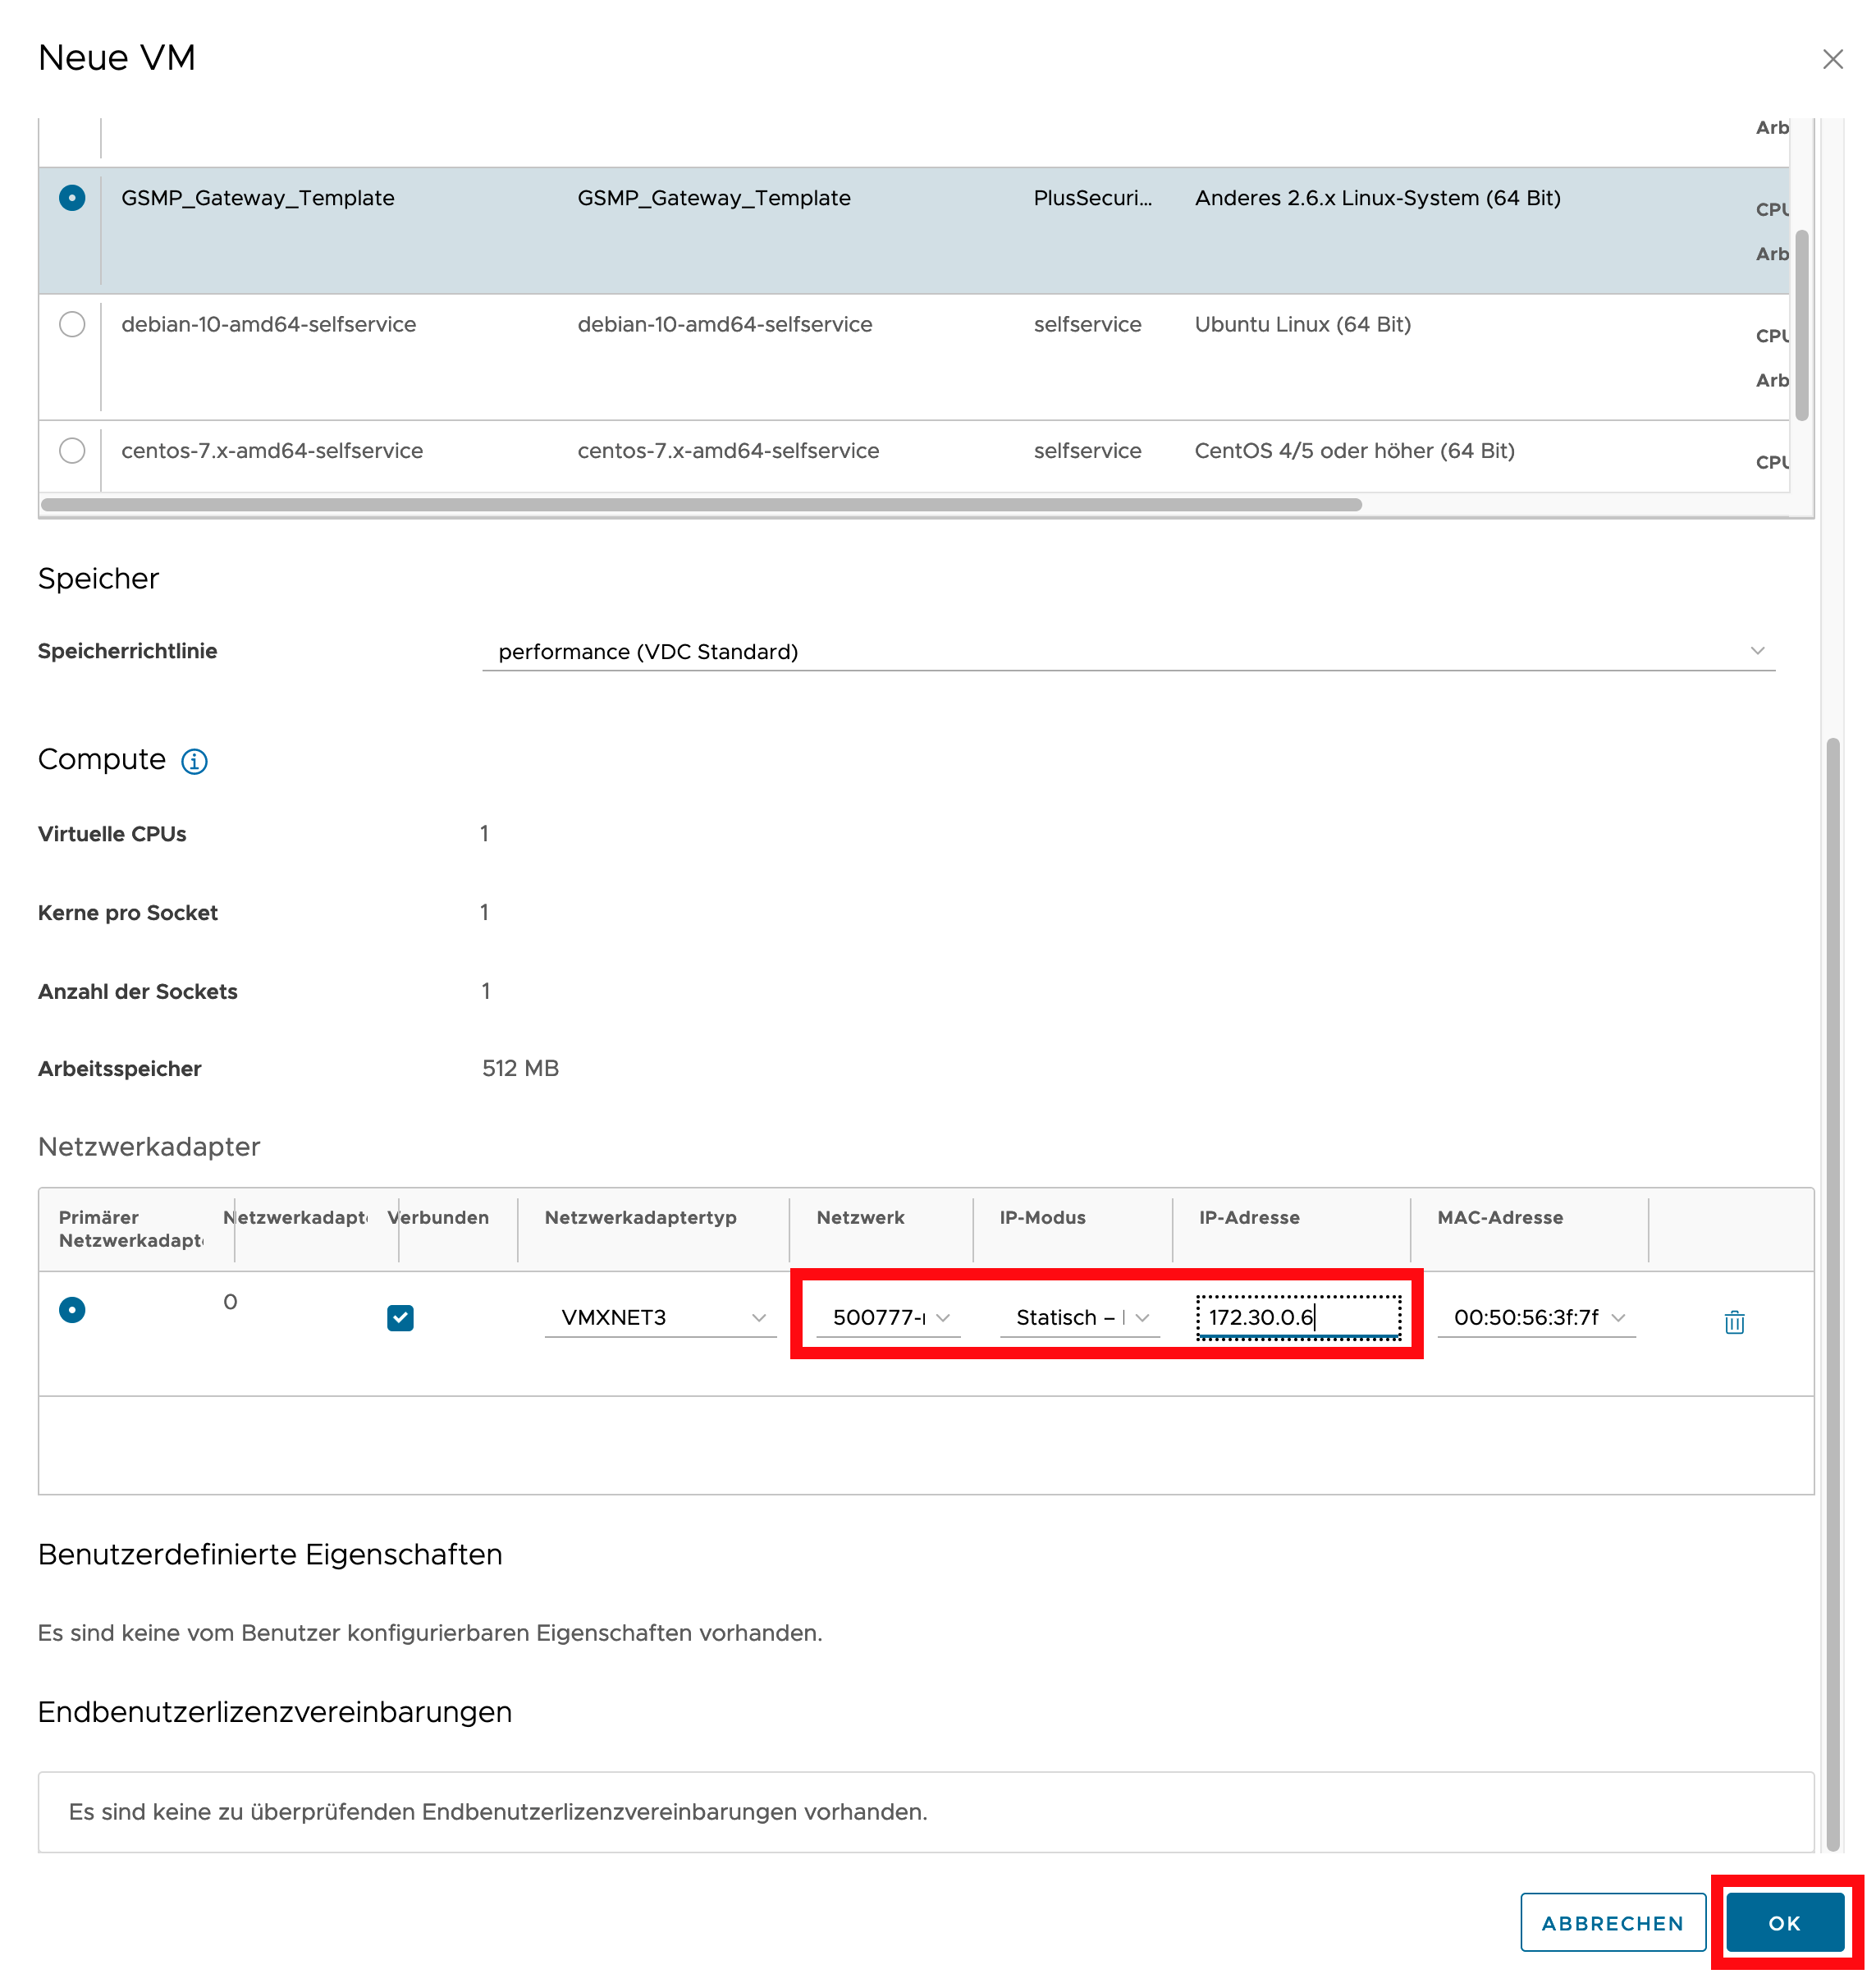 Neue VM
Arb
GSMP_Gateway_Template GSMP_Gateway_Template PlusSecuri... Anderes 2.6.x Linux-System (64 Bit)
CPU
Arb
debian-10-amd64-selfservice debian-10-amd64-selfservice selfservice Ubuntu Linux (64 Bit)
CPU
Arb
centos-7.x-amd64-selfservice centos-7.x-amd64-selfservice selfservice CentOS 4/5 oder höher (64 Bit)
CPU
Speicher
Speicherrichtlinie performance (VDC Standard)
Compute
Virtuelle CPUs 1
Kerne pro Socket 1
Anzahl der Sockets 1
Arbeitsspeicher 512 MB
Netzwerkadapter
Primärer Netzwerkadapt Verbunden Netzwerkadaptertyp Netzwerk IP-Modus IP-Adresse MAC-Adresse
Netzwerkadapt
0 VMXNET3 500777- Statisch – 172.30.0.6 00:50:56:3f:7f
Benutzerdefinierte Eigenschaften
Es sind keine vom Benutzer konfigurierbaren Eigenschaften vorhanden.
Endbenutzerlizenzvereinbarungen
Es sind keine zu überprüfenden Endbenutzerlizenzvereinbarungen vorhanden.
ABBRECHEN OK